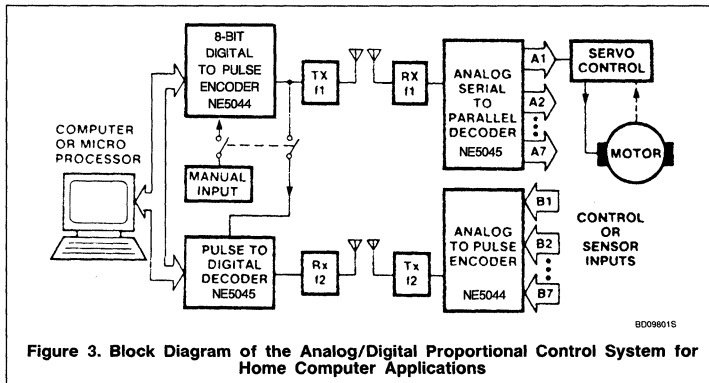 8-BIT
DIGITAL
TO PULSE
ENCODER
NE5044
TX
f1
RX
f1
ANALOG
SERIAL
TO
PARALLEL
DECODER
NE5045
A1
A2
A7
SERVO
CONTROL
MOTOR
COMPUTER
OR MICRO
PROCESSOR
MANUAL
INPUT
PULSE TO
DIGITAL
DECODER
NE5045
Rx
f2
Tx
f2
ANALOG
TO PULSE
ENCODER
NE5044
B1
B2
B7
CONTROL
OR
SENSOR
INPUTS
BD09801S
Figure 3. Block Diagram of the Analog/Digital Proportional Control System for
Home Computer Applications